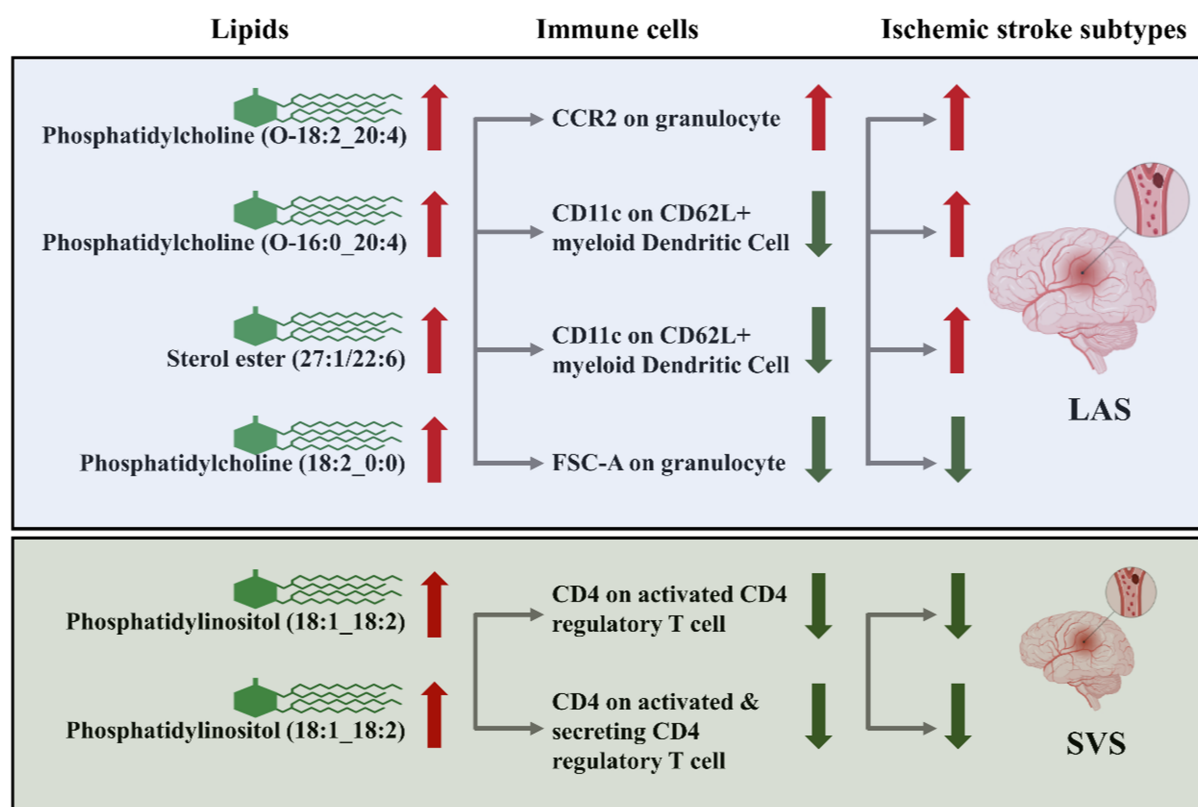 Lipids
Immune cells
Ischemic stroke subtypes
Phosphatidylcholine (O-18:2_20:4)
CCR2 on granulocyte
Phosphatidylcholine (O-16:0_20:4)
CD11c on CD62L+
myeloid Dendritic Cell
Sterol ester (27:1/22:6)
CD11c on CD62L+
myeloid Dendritic Cell
Phosphatidylcholine (18:2_0:0)
FSC-A on granulocyte
LAS
Phosphatidylinositol (18:1_18:2)
CD4 on activated CD4
regulatory T cell
Phosphatidylinositol (18:1_18:2)
CD4 on activated &
secreting CD4
regulatory T cell
SVS